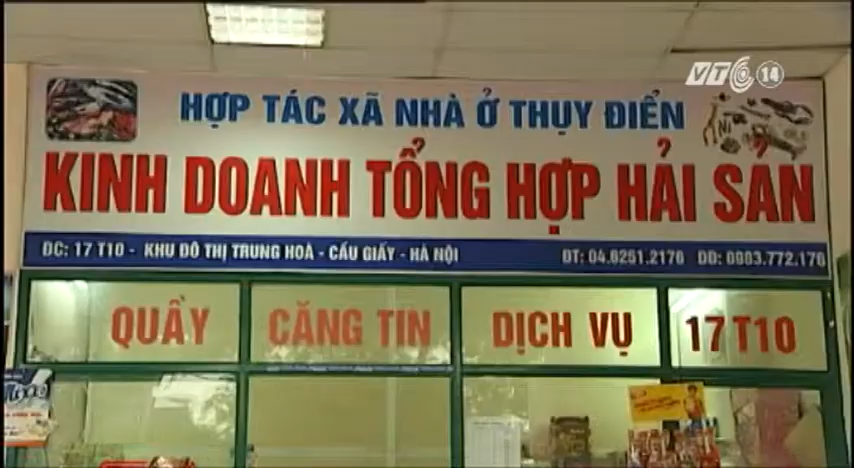 VTC 14
HỢP TÁC XÃ NHÀ Ở THỤY ĐIỂN
KINH DOANH TỔNG HỢP HẢI SẢN
ĐC: 17 T10 - KHU ĐÔ THỊ TRUNG HOÀ - CẦU GIẤY - HÀ NỘI ĐT: 04.6251.2176 DĐ: 0983.772.176
QUẦY CĂNG TIN DỊCH VỤ 17 T10